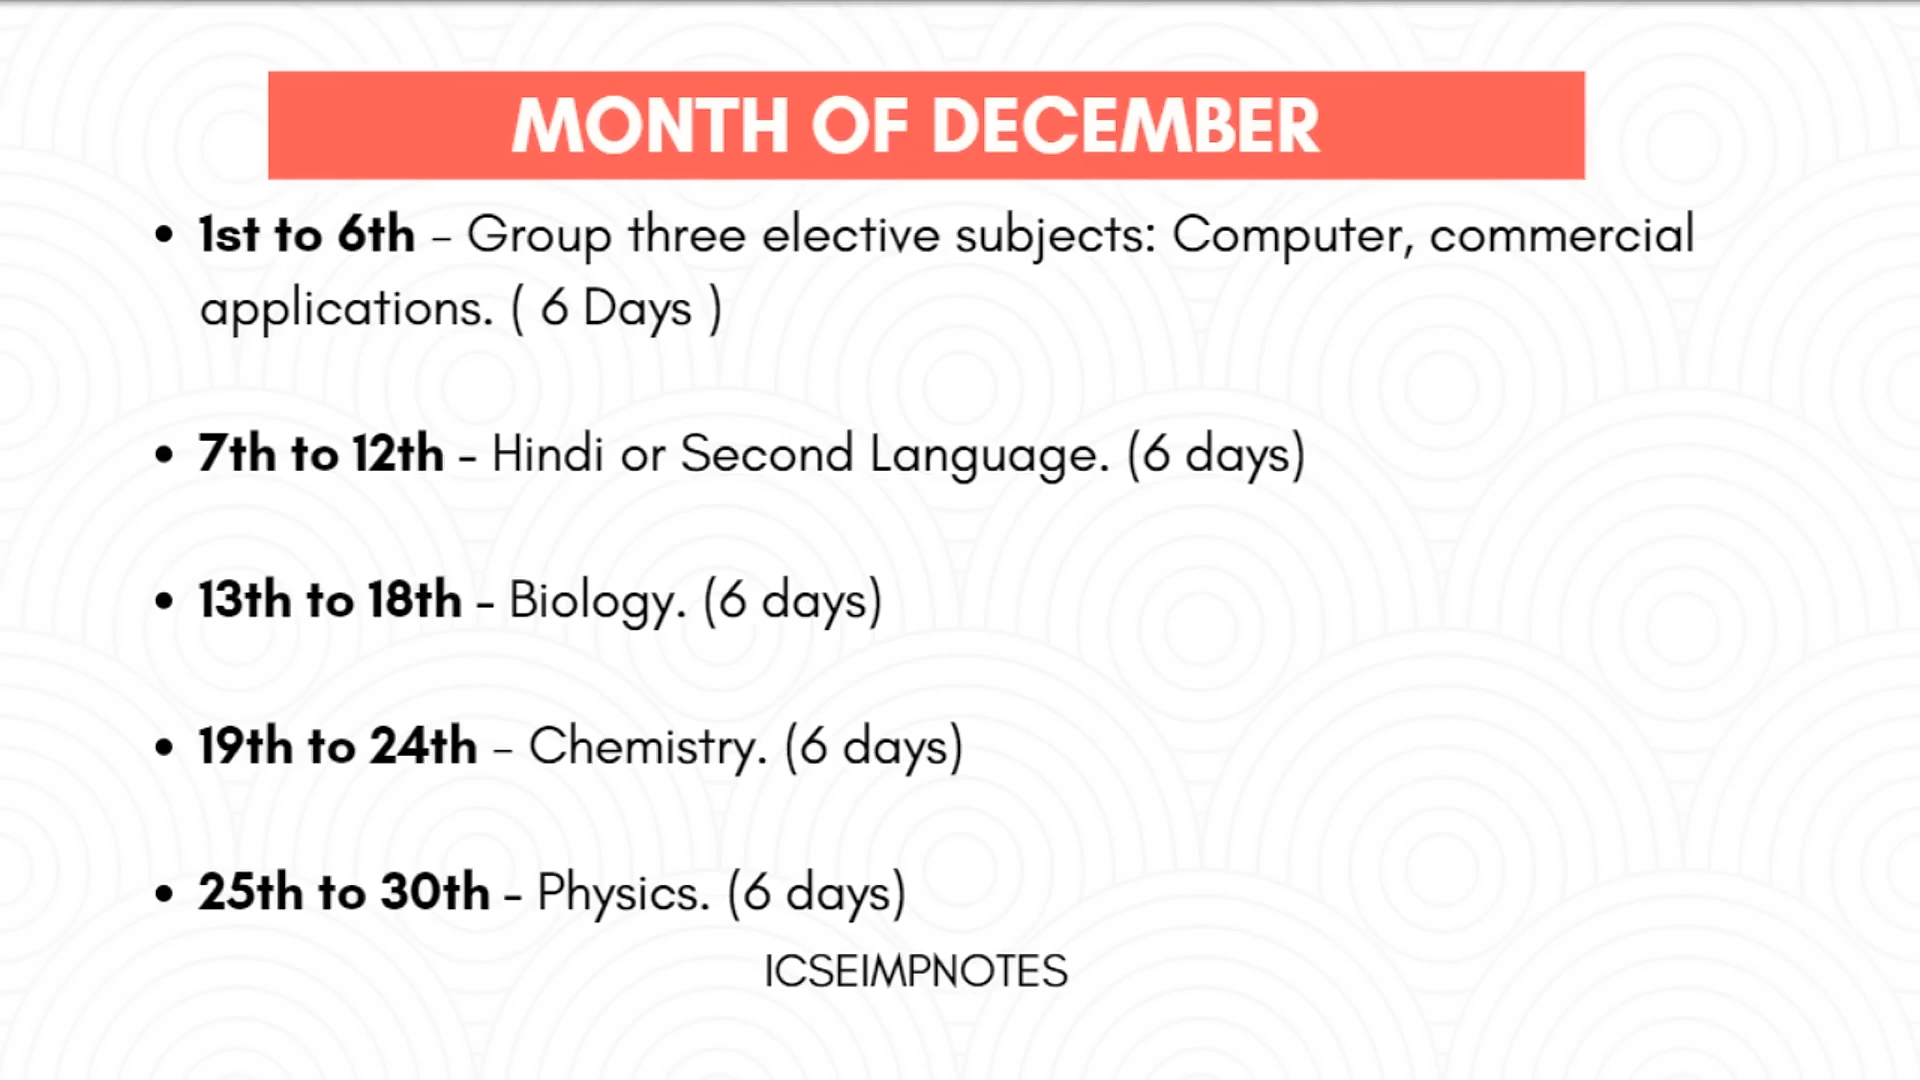 MONTH OF DECEMBER
• 1st to 6th – Group three elective subjects: Computer, commercial
applications. ( 6 Days )
• 7th to 12th - Hindi or Second Language. (6 days)
• 13th to 18th - Biology. (6 days)
• 19th to 24th – Chemistry. (6 days)
• 25th to 30th - Physics. (6 days)
ICSEIMPNOTES